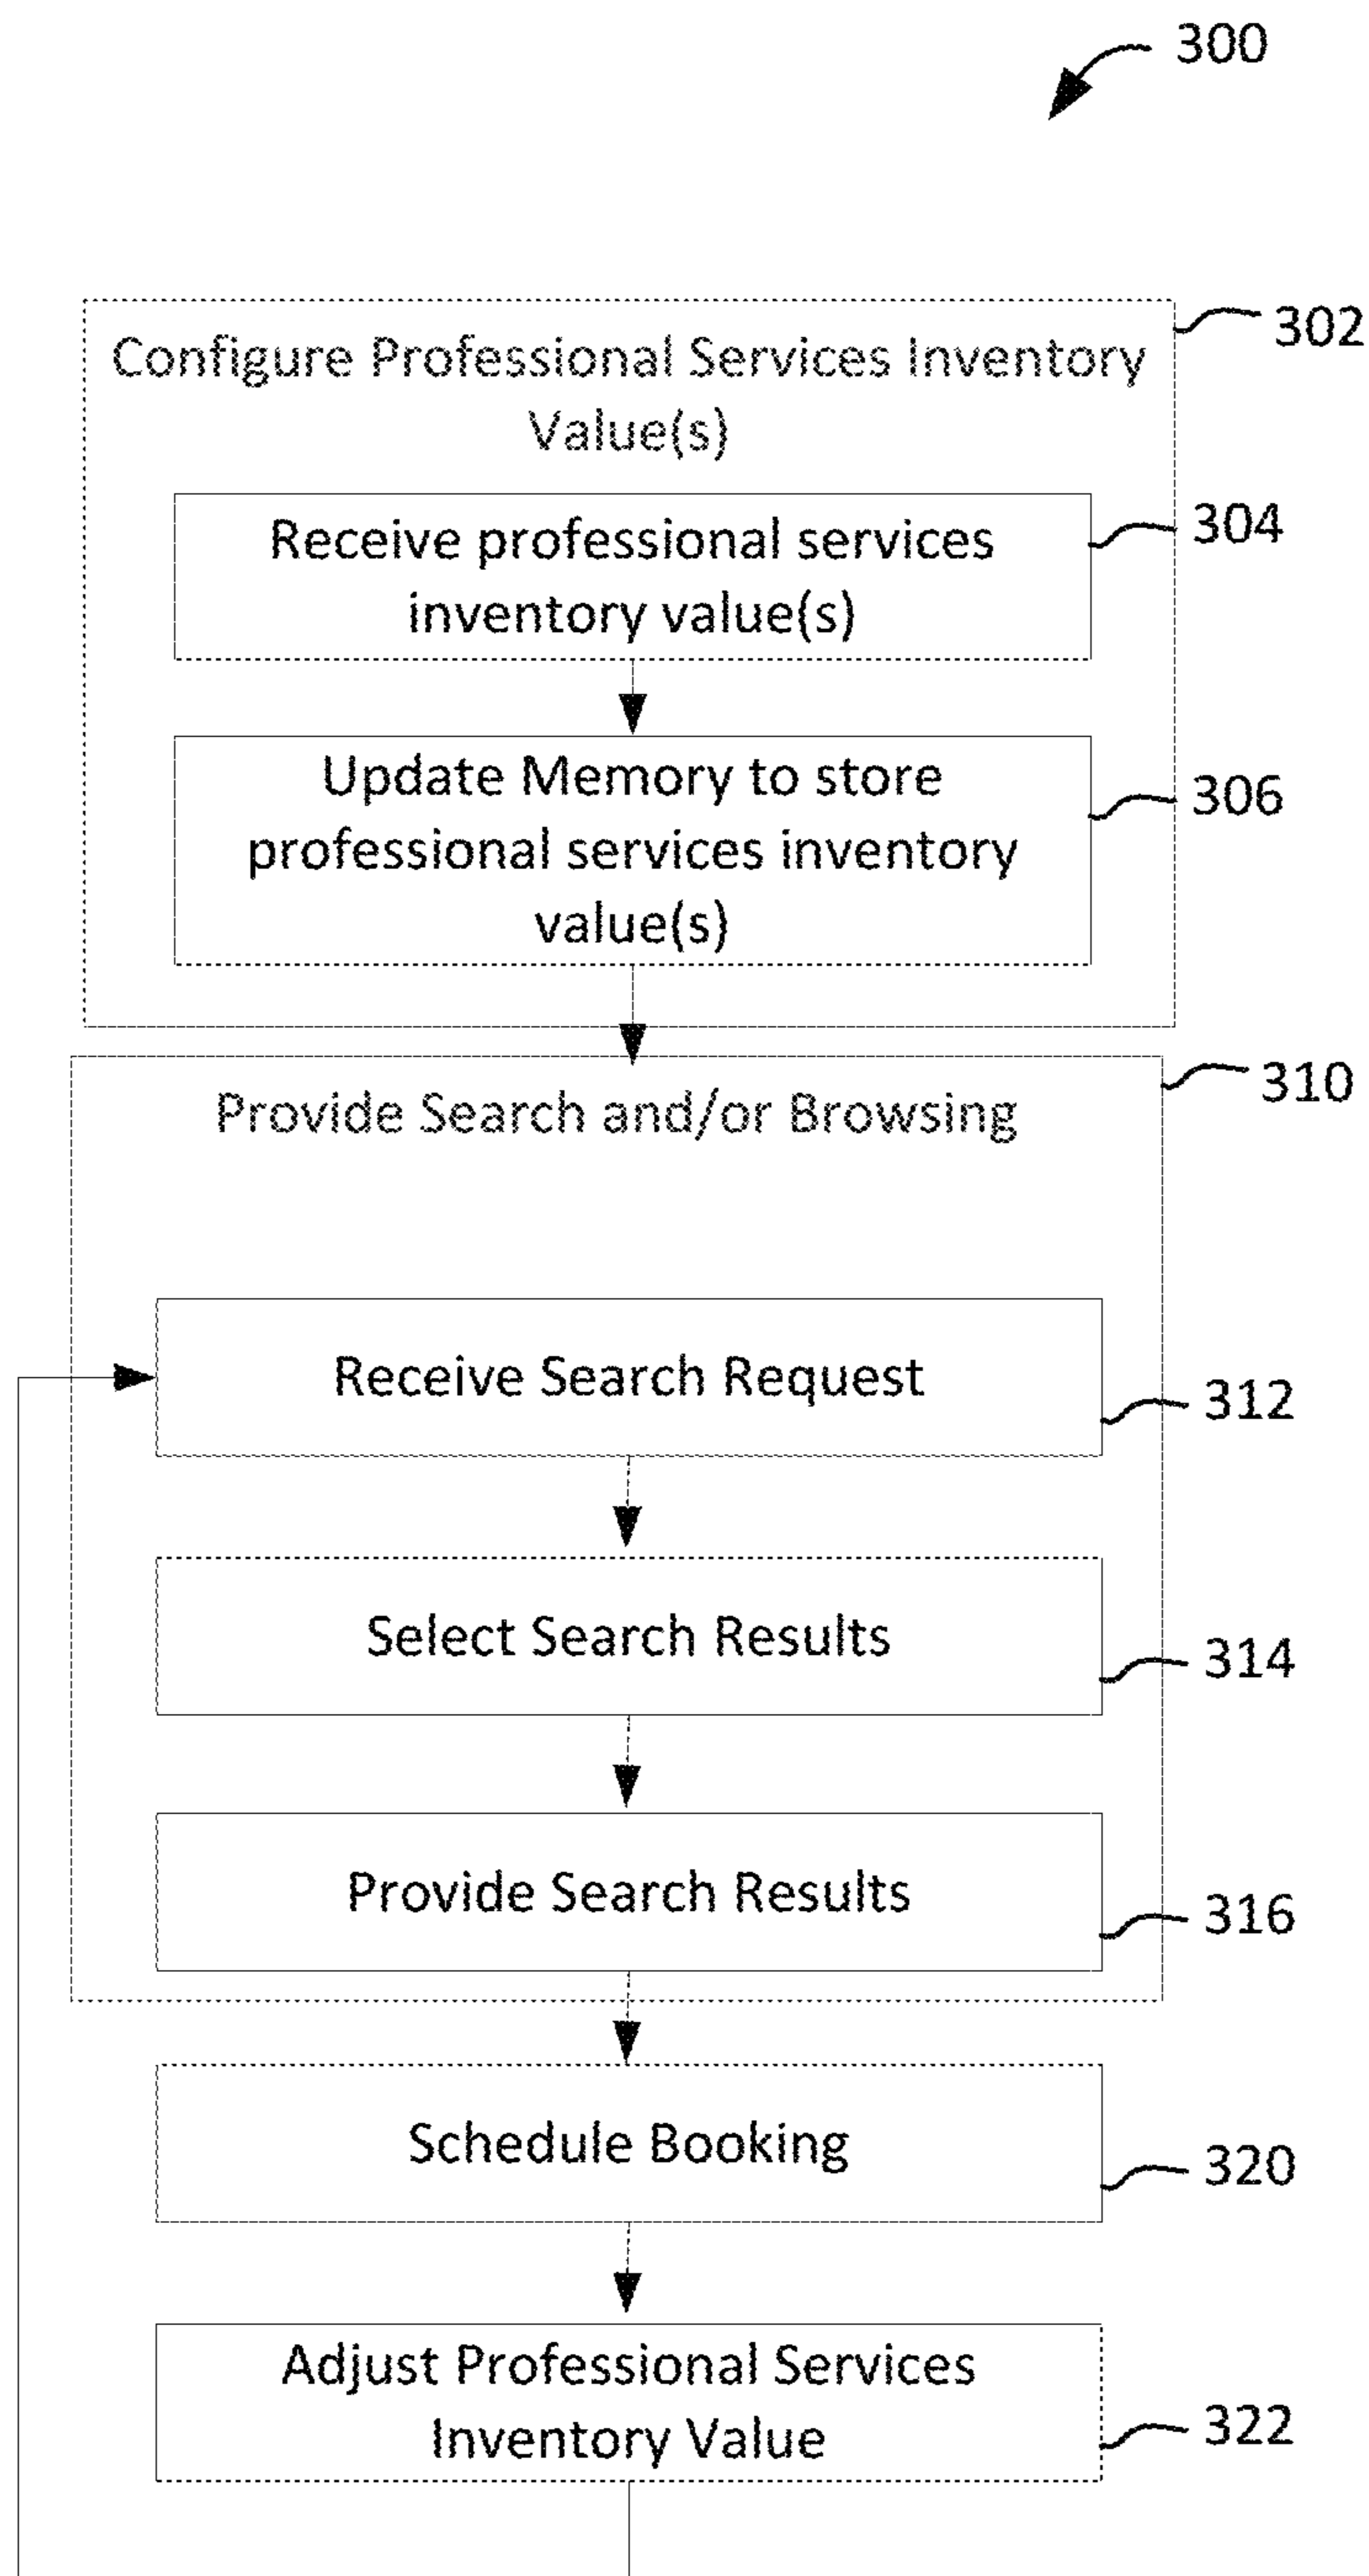 300
302
Configure Professional Services Inventory
Value(s)
304
Receive professional services
inventory value(s)
306
Update Memory to store
professional services inventory
value(s)
310
Provide Search and/or Browsing
Receive Search Request
312
Select Search Results
314
Provide Search Results
316
Schedule Booking
320
Adjust Professional Services
Inventory Value
322